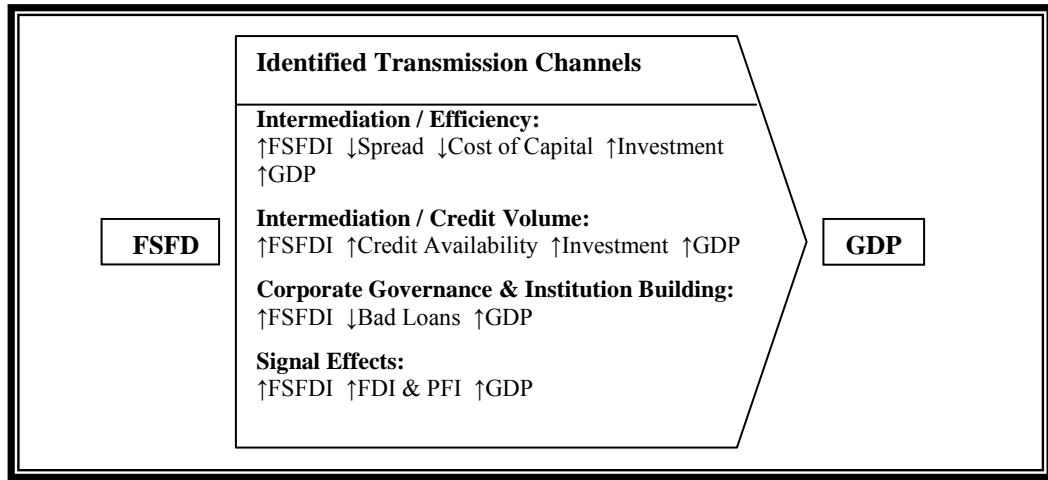 Identified Transmission Channels
Intermediation / Efficiency:
↑FSFDI ↓Spread ↓Cost of Capital ↑Investment
↑GDP
Intermediation / Credit Volume:
↑FSFDI ↑Credit Availability ↑Investment ↑GDP
FSFD
GDP
Corporate Governance & Institution Building:
↑FSFDI ↓Bad Loans ↑GDP
Signal Effects:
↑FSFDI ↑FDI & PFI ↑GDP